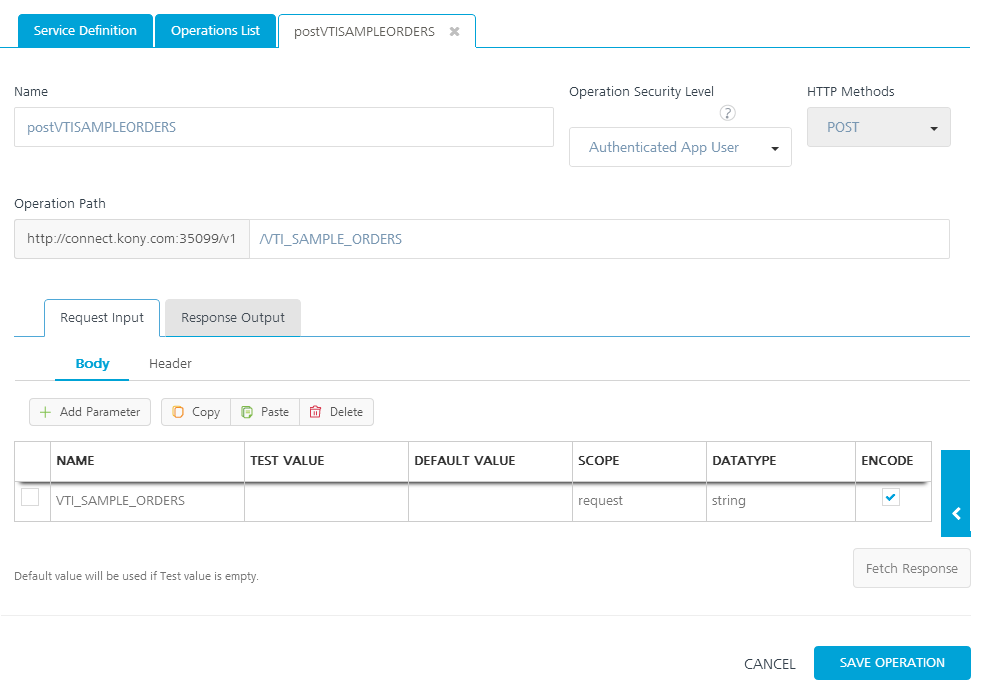 Service Definition Operations List postVTISAMPLEORDERS
Name Operation Security Level HTTP Methods
?
postVTISAMPLEORDERS Authenticated App User POST
Operation Path
http://connect.kony.com:35099/v1 /VTI_SAMPLE_ORDERS
Request Input Response Output
Body Header
Add Parameter Copy Paste Delete
NAME TEST VALUE DEFAULT VALUE SCOPE DATATYPE ENCODE
VTI_SAMPLE_ORDERS request string
Default value will be used if Test value is empty. Fetch Response
CANCEL SAVE OPERATION